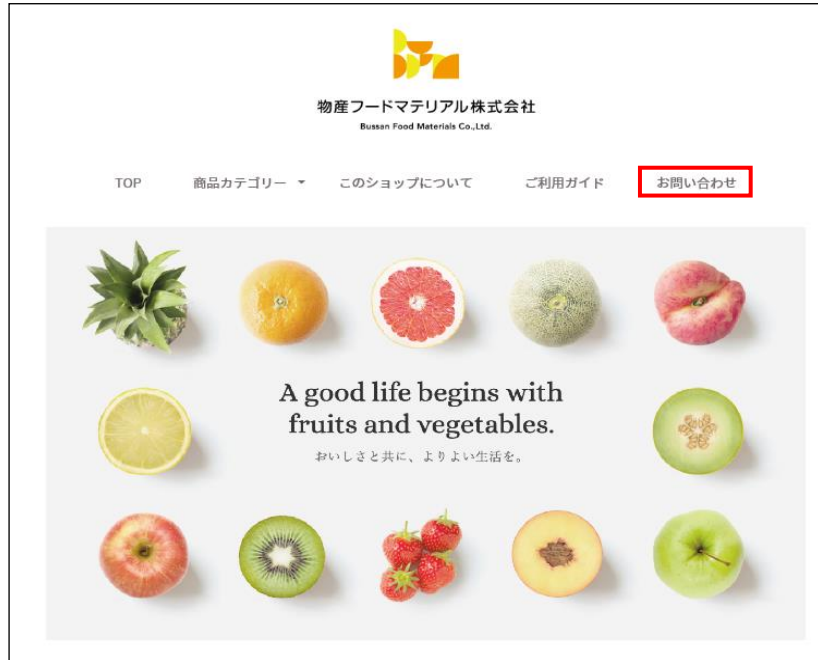 物産フードマテリアル株式会社
Bussan Food Materials Co.,Ltd.
TOP 商品カテゴリー このショップについて ご利用ガイド お問い合わせ
A good life begins with
fruits and vegetables.
おいしさと共に、よりよい生活を。